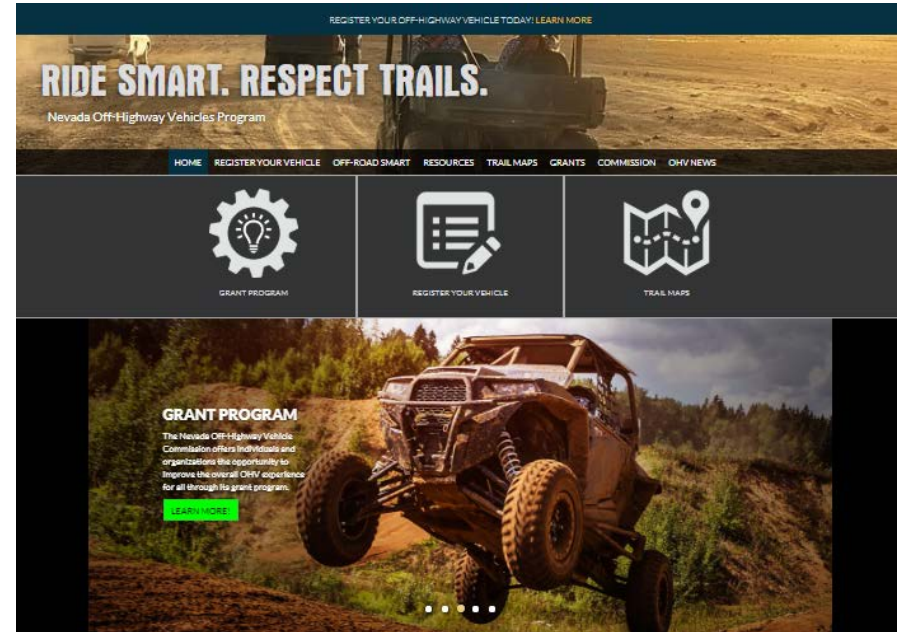 REGISTER YOUR OFF-HIGHWAY VEHICLE TODAY! LEARN MORE
RIDE SMART. RESPECT TRAILS.
Nevada Off-Highway Vehicles Program
HOME REGISTER YOUR VEHICLE OFF-ROAD SMART RESOURCES TRAIL MAPS GRANTS COMMISSION OHV NEWS
GRANT PROGRAM REGISTER YOUR VEHICLE TRAIL MAPS
GRANT PROGRAM
The Nevada Off-Highway Vehicle
Commission offers individuals and
organizations the opportunity to
improve the overall OHV experience
for all through its grant program.
LEARN MORE!